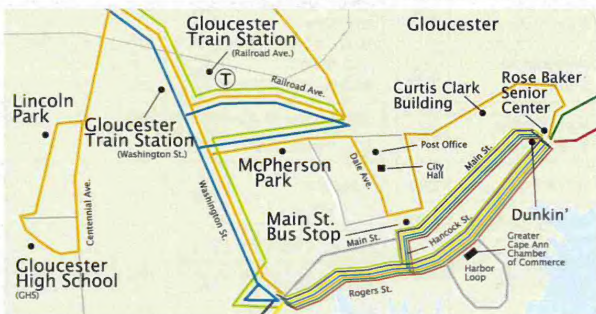 Gloucester
Train Station
(Railroad Ave.)
T
Railroad Ave.
Gloucester
Lincoln
Park
Gloucester
Train Station
(Washington St.)
Centennial Ave.
Gloucester
High School
(GHS)
Washington St.
McPherson
Park
Dale Ave.
Post Office
City
Hall
Curtis Clark
Building
Rose Baker
Senior
Center
Main St.
Main St.
Bus Stop
Main St.
Hancock St.
Rogers St.
Dunkin'
Greater
Cape Ann
Chamber
of Commerce
Harbor
Loop